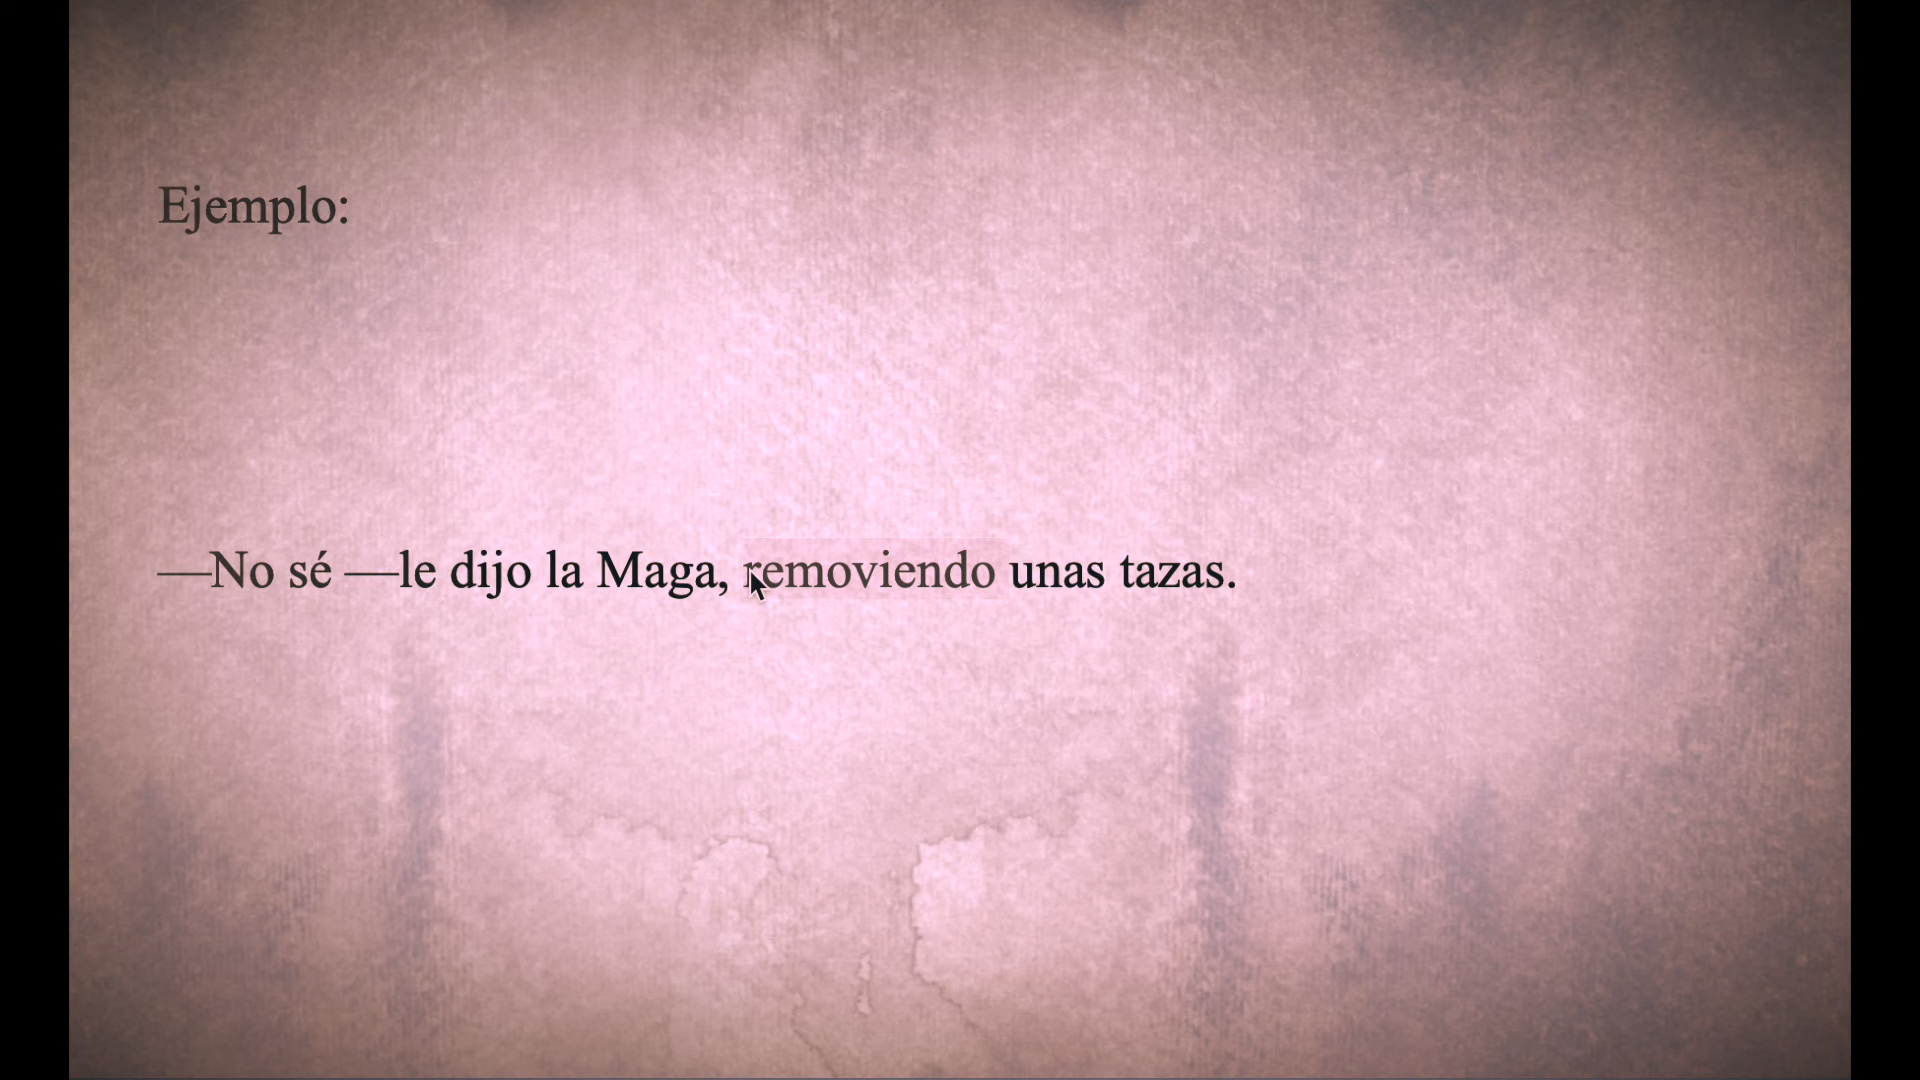 Ejemplo:
—No sé —le dijo la Maga, removiendo unas tazas.